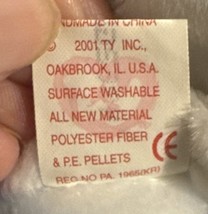 HANDMADE IN CHINA
© 2001 TY INC.,
OAKBROOK, IL. U.S.A.
SURFACE WASHABLE
ALL NEW MATERIAL
POLYESTER FIBER
& P.E. PELLETS CE
REG NO PA. 1965(KR)